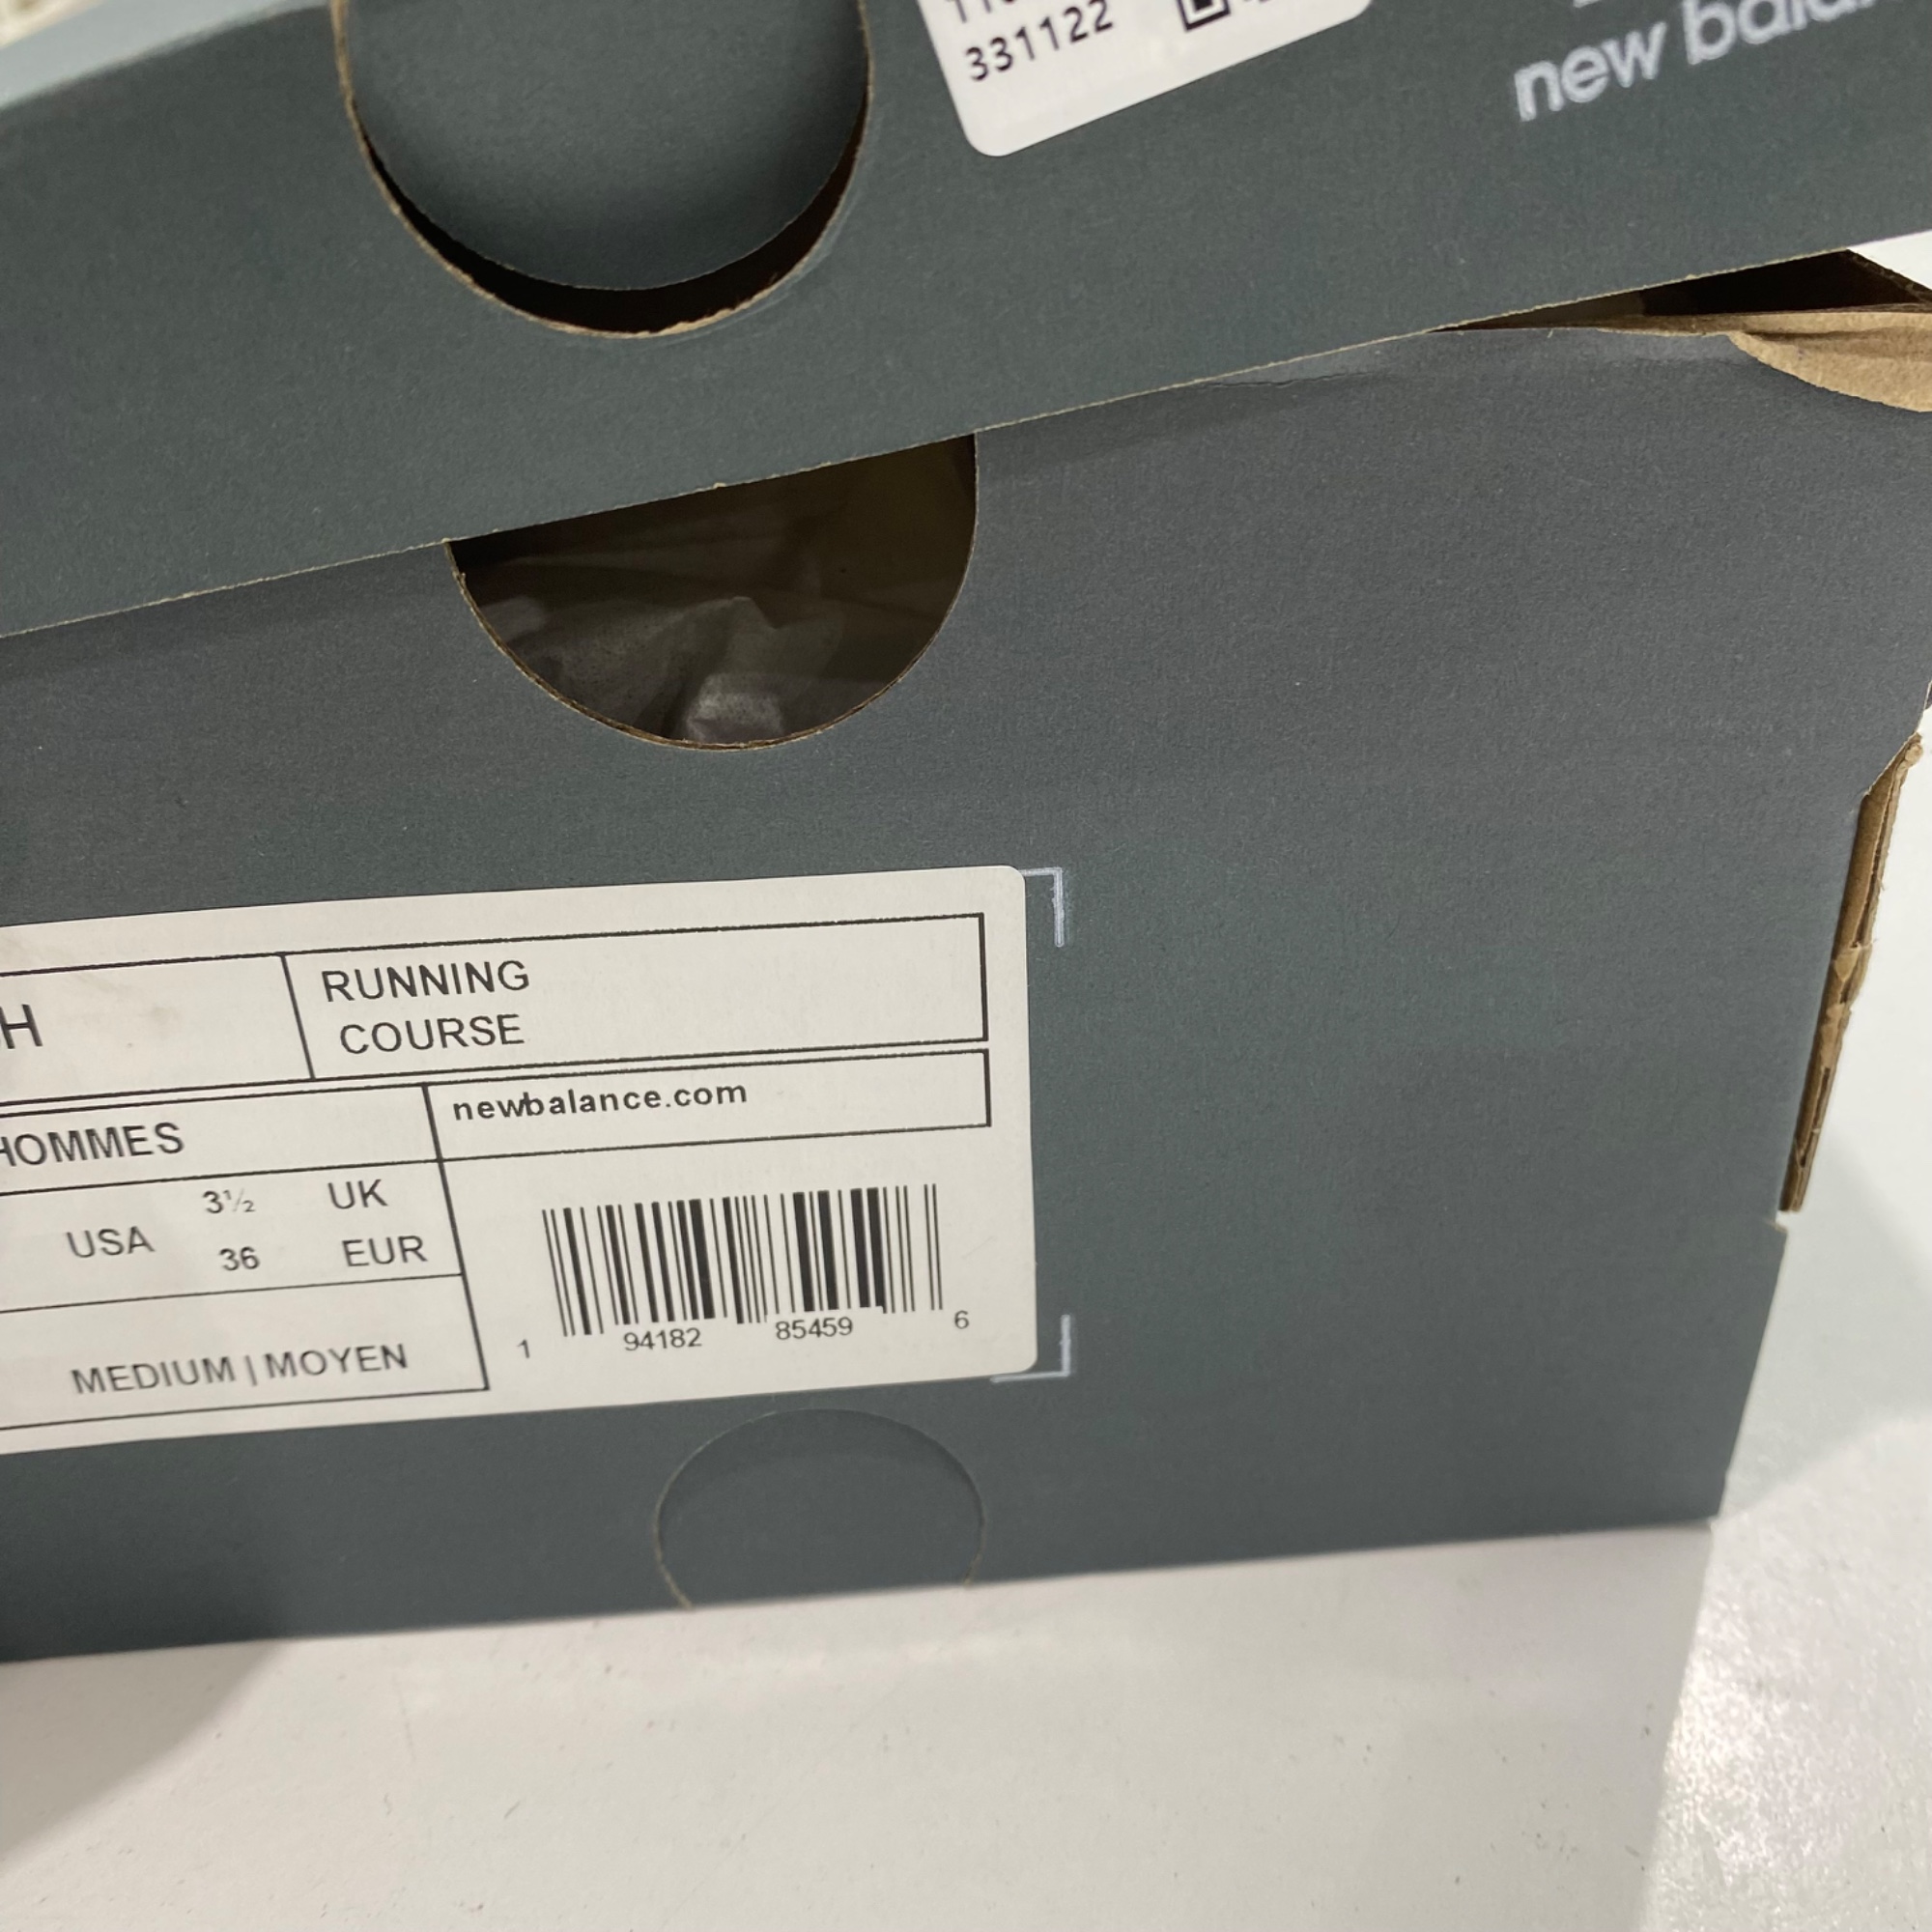 331122
new
RUNNING
COURSE
newbalance.com
HOMMES
3½ UK
USA
36 EUR
MEDIUM | MOYEN
1 94182 85459 6